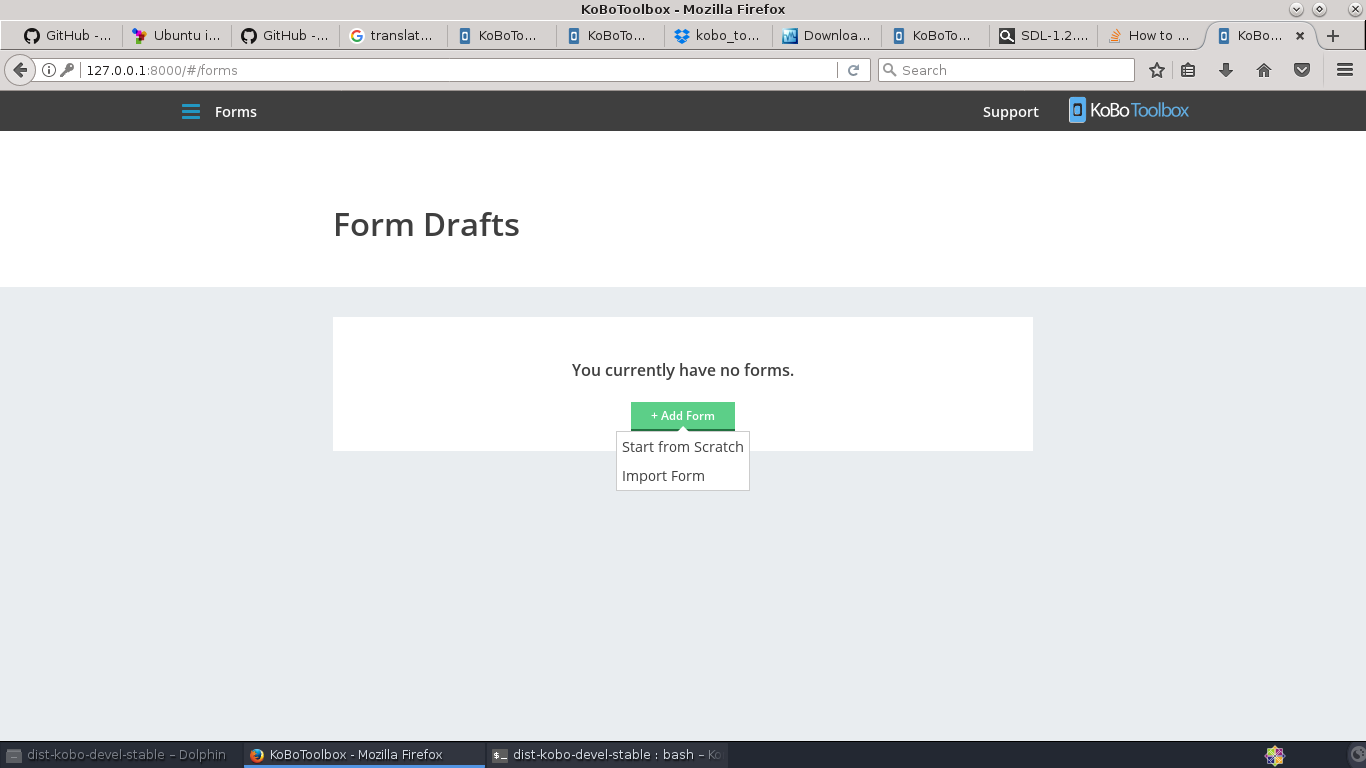 KoBoToolbox - Mozilla Firefox
GitHub -...
Ubuntu i...
GitHub -...
translat...
KoBoTo...
KoBoTo...
kobo_to...
Downloa...
KoBoTo...
SDL-1.2....
How to ...
KoBo...
127.0.0.1:8000/#/forms
Search
Forms
Support
KoBoToolbox
Form Drafts
You currently have no forms.
+ Add Form
Start from Scratch
Import Form
dist-kobo-devel-stable – Dolphin
KoBoToolbox - Mozilla Firefox
dist-kobo-devel-stable : bash – Ko